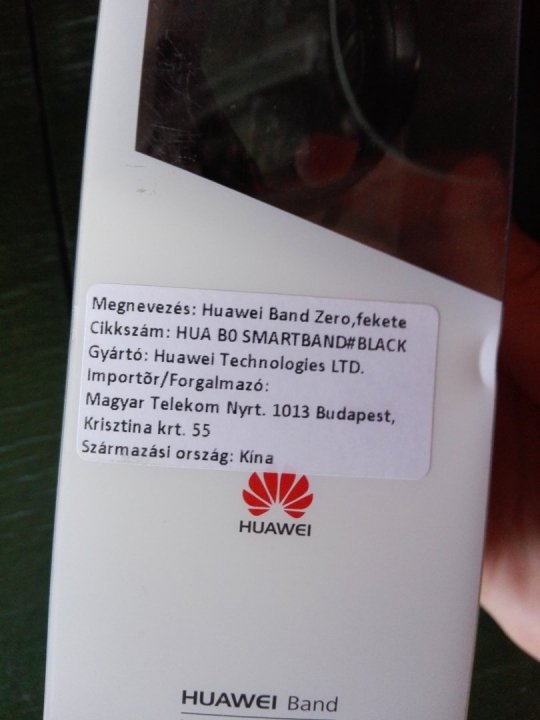 Megnevezés: Huawei Band Zero,fekete
Cikkszám: HUA B0 SMARTBAND#BLACK
Gyártó: Huawei Technologies LTD.
Importõr/Forgalmazó:
Magyar Telekom Nyrt. 1013 Budapest,
Krisztina krt. 55
Származási ország: Kína
HUAWEI
HUAWEI Band